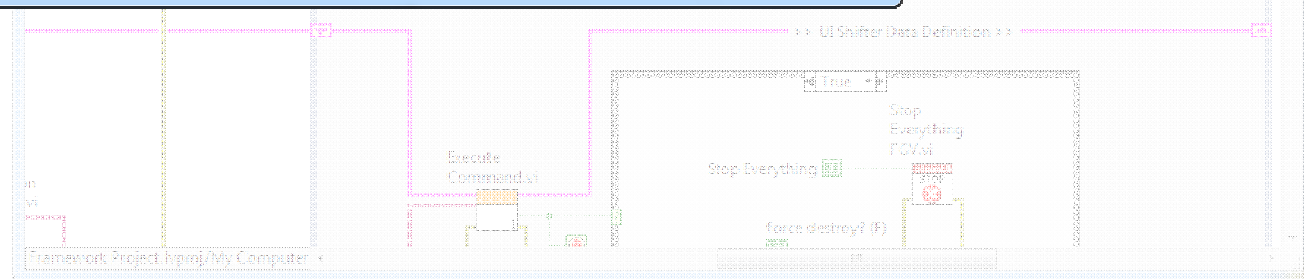 UI Shifter Data Definition
True
Stop
Everything
FGV.vi
Execute
Command.vi
Stop Everything
STOP
vi
force destroy? (F)
Framework Project.lvproj/My Computer